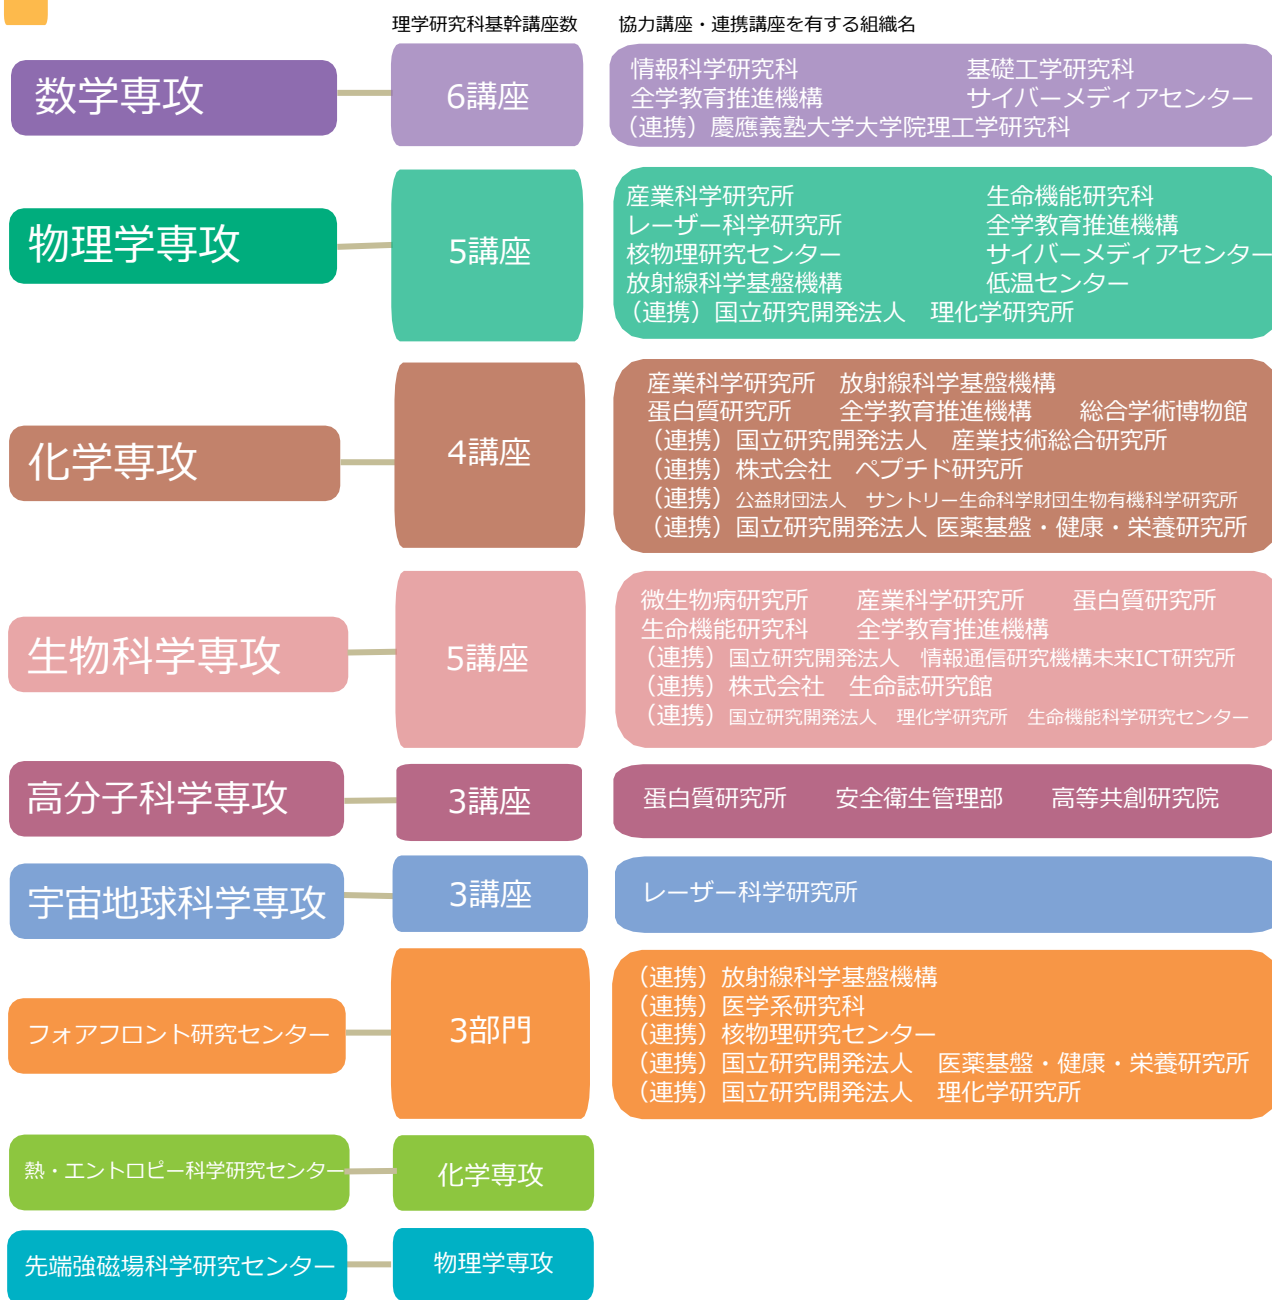 理学研究科基幹講座数 協力講座・連携講座を有する組織名
数学専攻
6講座
情報科学研究科 基礎工学研究科
全学教育推進機構 サイバーメディアセンター
（連携）慶應義塾大学大学院理工学研究科
物理学専攻
5講座
産業科学研究所 生命機能研究科
レーザー科学研究所 全学教育推進機構
核物理研究センター サイバーメディアセンター
放射線科学基盤機構 低温センター
（連携）国立研究開発法人 理化学研究所
化学専攻
4講座
産業科学研究所 放射線科学基盤機構
蛋白質研究所 全学教育推進機構 総合学術博物館
（連携）国立研究開発法人 産業技術総合研究所
（連携）株式会社 ペプチド研究所
（連携）公益財団法人 サントリー生命科学財団生物有機科学研究所
（連携）国立研究開発法人 医薬基盤・健康・栄養研究所
生物科学専攻
5講座
微生物病研究所 産業科学研究所 蛋白質研究所
生命機能研究科 全学教育推進機構
（連携）国立研究開発法人 情報通信研究機構未来ICT研究所
（連携）株式会社 生命誌研究館
（連携）国立研究開発法人 理化学研究所 生命機能科学研究センター
高分子科学専攻
3講座
蛋白質研究所 安全衛生管理部 高等共創研究院
宇宙地球科学専攻
3講座
レーザー科学研究所
フォアフロント研究センター
3部門
（連携）放射線科学基盤機構
（連携）医学系研究科
（連携）核物理研究センター
（連携）国立研究開発法人 医薬基盤・健康・栄養研究所
（連携）国立研究開発法人 理化学研究所
熱・エントロピー科学研究センター
化学専攻
先端強磁場科学研究センター
物理学専攻